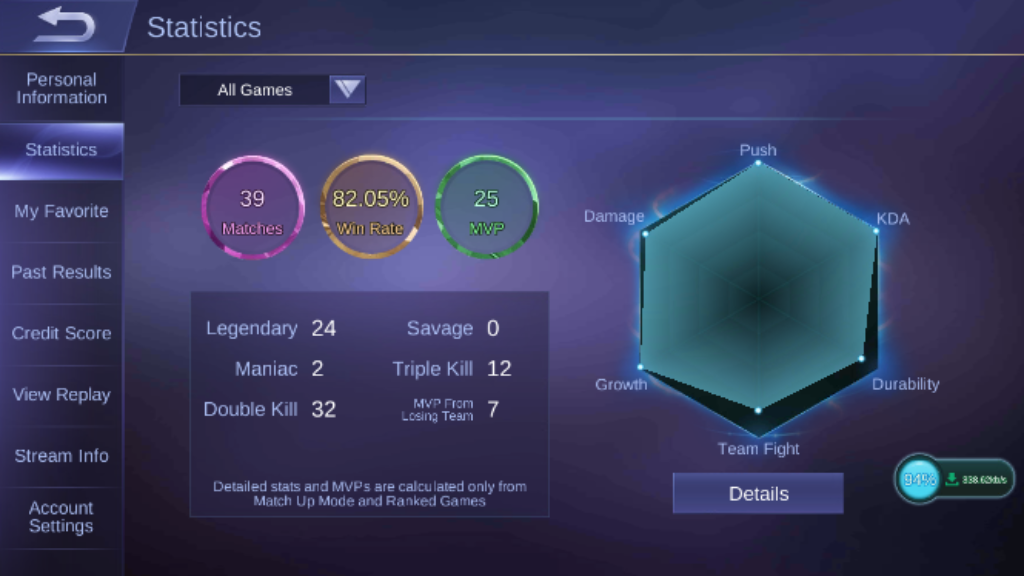 Statistics
Personal
Information
Statistics
My Favorite
Past Results
Credit Score
View Replay
Stream Info
Account
Settings
All Games
39
Matches
82.05%
Win Rate
25
MVP
Legendary 24
Savage 0
Maniac 2
Triple Kill 12
Double Kill 32
MVP From
Losing Team 7
Detailed stats and MVPs are calculated only from
Match Up Mode and Ranked Games
Push
Damage
KDA
Growth
Durability
Team Fight
Details
94%